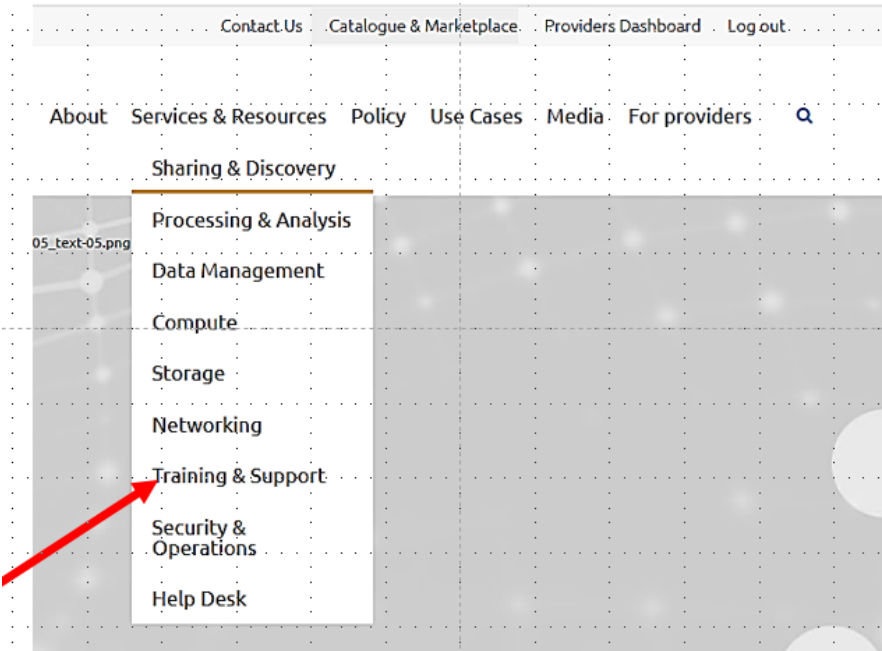 Contact Us Catalogue & Marketplace Providers Dashboard Log out
About Services & Resources Policy Use Cases Media For providers
Sharing & Discovery
Processing & Analysis
05_text-05.png
Data Management
Compute
Storage
Networking
Training & Support
Security &
Operations
Help Desk